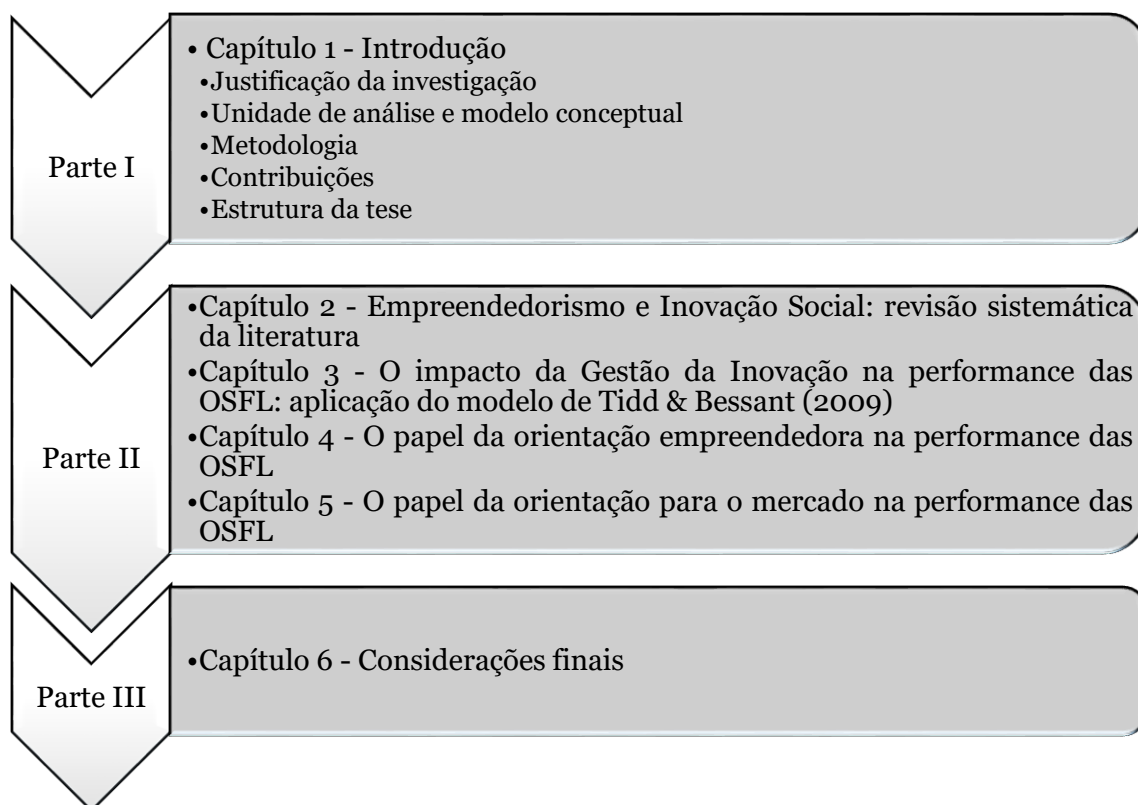 Parte I
• Capítulo 1 - Introdução
•Justificação da investigação
•Unidade de análise e modelo conceptual
•Metodologia
•Contribuições
•Estrutura da tese
Parte II
•Capítulo 2 - Empreendedorismo e Inovação Social: revisão sistemática
da literatura
•Capítulo 3 - O impacto da Gestão da Inovação na performance das
OSFL: aplicação do modelo de Tidd & Bessant (2009)
•Capítulo 4 - O papel da orientação empreendedora na performance das
OSFL
•Capítulo 5 - O papel da orientação para o mercado na performance das
OSFL
Parte III
•Capítulo 6 - Considerações finais